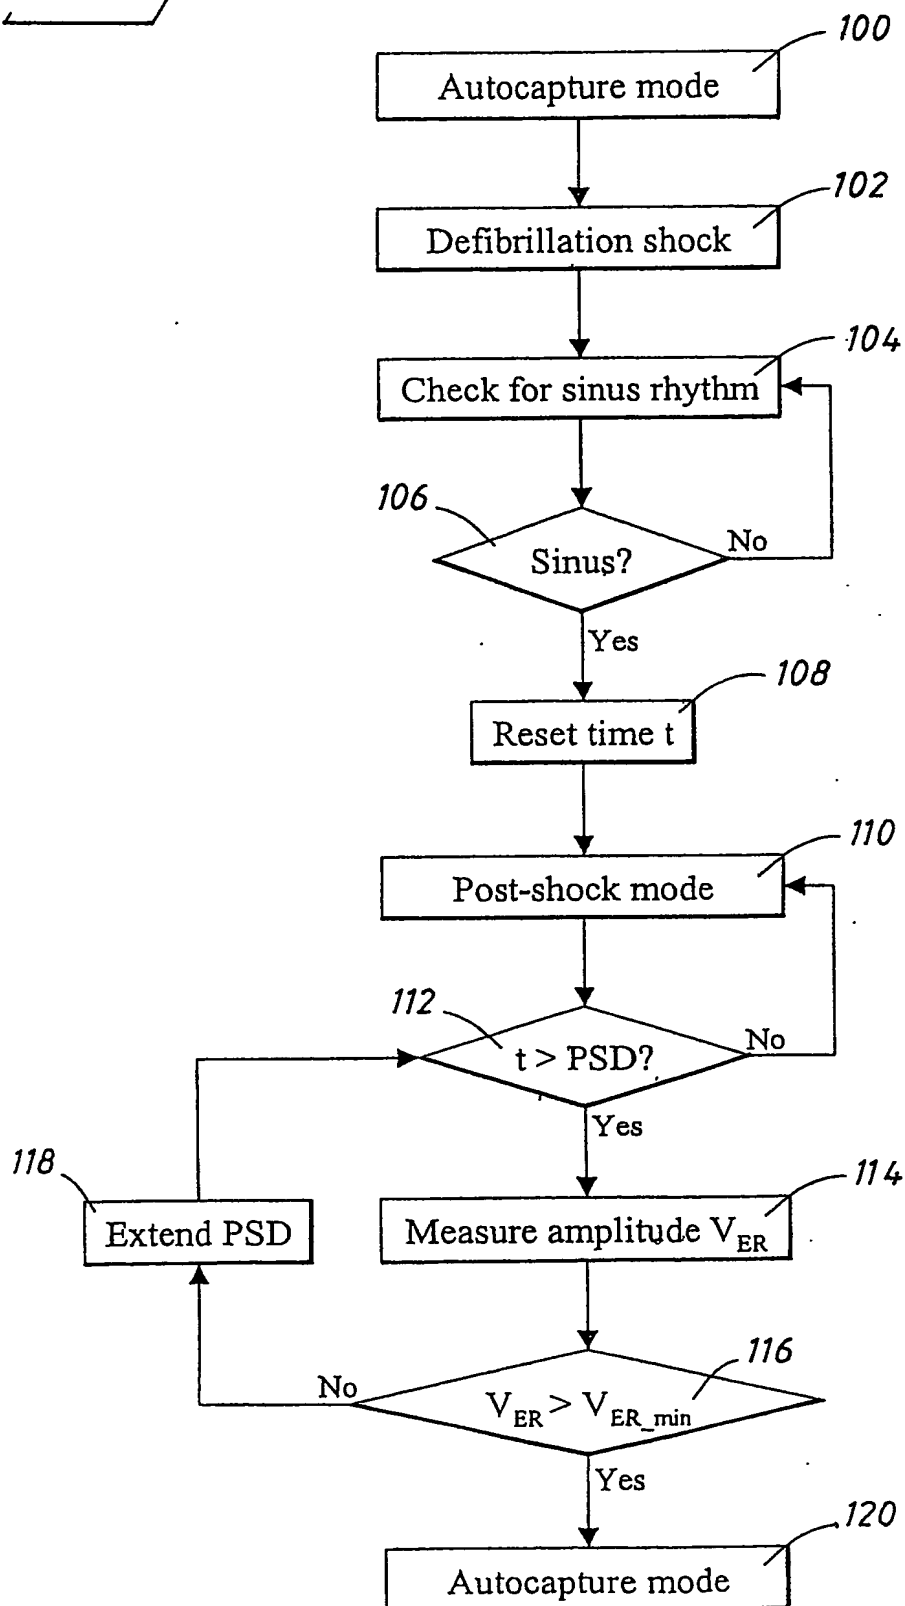 100
Autocapture mode
102
Defibrillation shock
104
Check for sinus rhythm
106
Sinus?
No
Yes
108
Reset time t
110
Post-shock mode
112
t > PSD?
No
Yes
118
Extend PSD
114
Measure amplitude V_ER
116
No
V_ER > V_ER_min
Yes
120
Autocapture mode